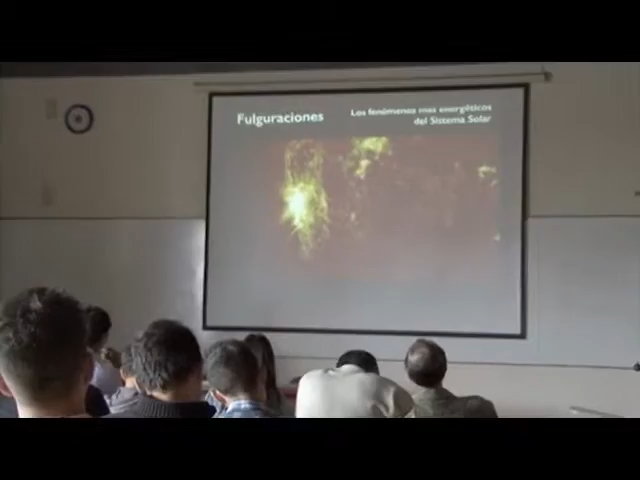 Fulguraciones
Los fenómenos mas energéticos
del Sistema Solar